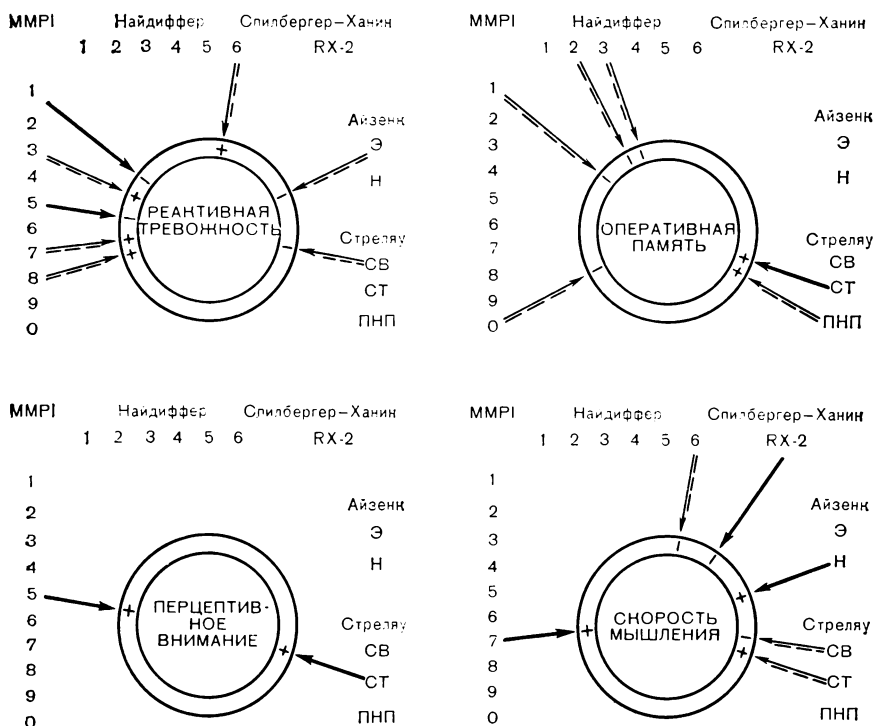 MMPI Найдиффер Спилбергер–Ханин
1 2 3 4 5 6 RX-2
1
2
3
4
5
6
7
8
9
0
Айзенк
Э
Н
Стреляу
СВ
СТ
ПНП
+
РЕАКТИВНАЯ
ТРЕВОЖНОСТЬ
–
+
–
+
+
–
–
MMPI Найдиффер Спилбергер–Ханин
1 2 3 4 5 6 RX-2
1
2
3
4
5
6
7
8
9
0
Айзенк
Э
Н
Стреляу
СВ
СТ
ПНП
ОПЕРАТИВНАЯ
ПАМЯТЬ
–
–
–
–
+
+
MMPI Найдиффер Спилбергер–Ханин
1 2 3 4 5 6 RX-2
1
2
3
4
5
6
7
8
9
0
Айзенк
Э
Н
Стреляу
СВ
СТ
ПНП
ПЕРЦЕПТИВ-
НОЕ
ВНИМАНИЕ
+
+
MMPI Найдиффер Спилбергер–Ханин
1 2 3 4 5 6 RX-2
1
2
3
4
5
6
7
8
9
0
Айзенк
Э
Н
Стреляу
СВ
СТ
ПНП
СКОРОСТЬ
МЫШЛЕНИЯ
–
–
+
+
–
+